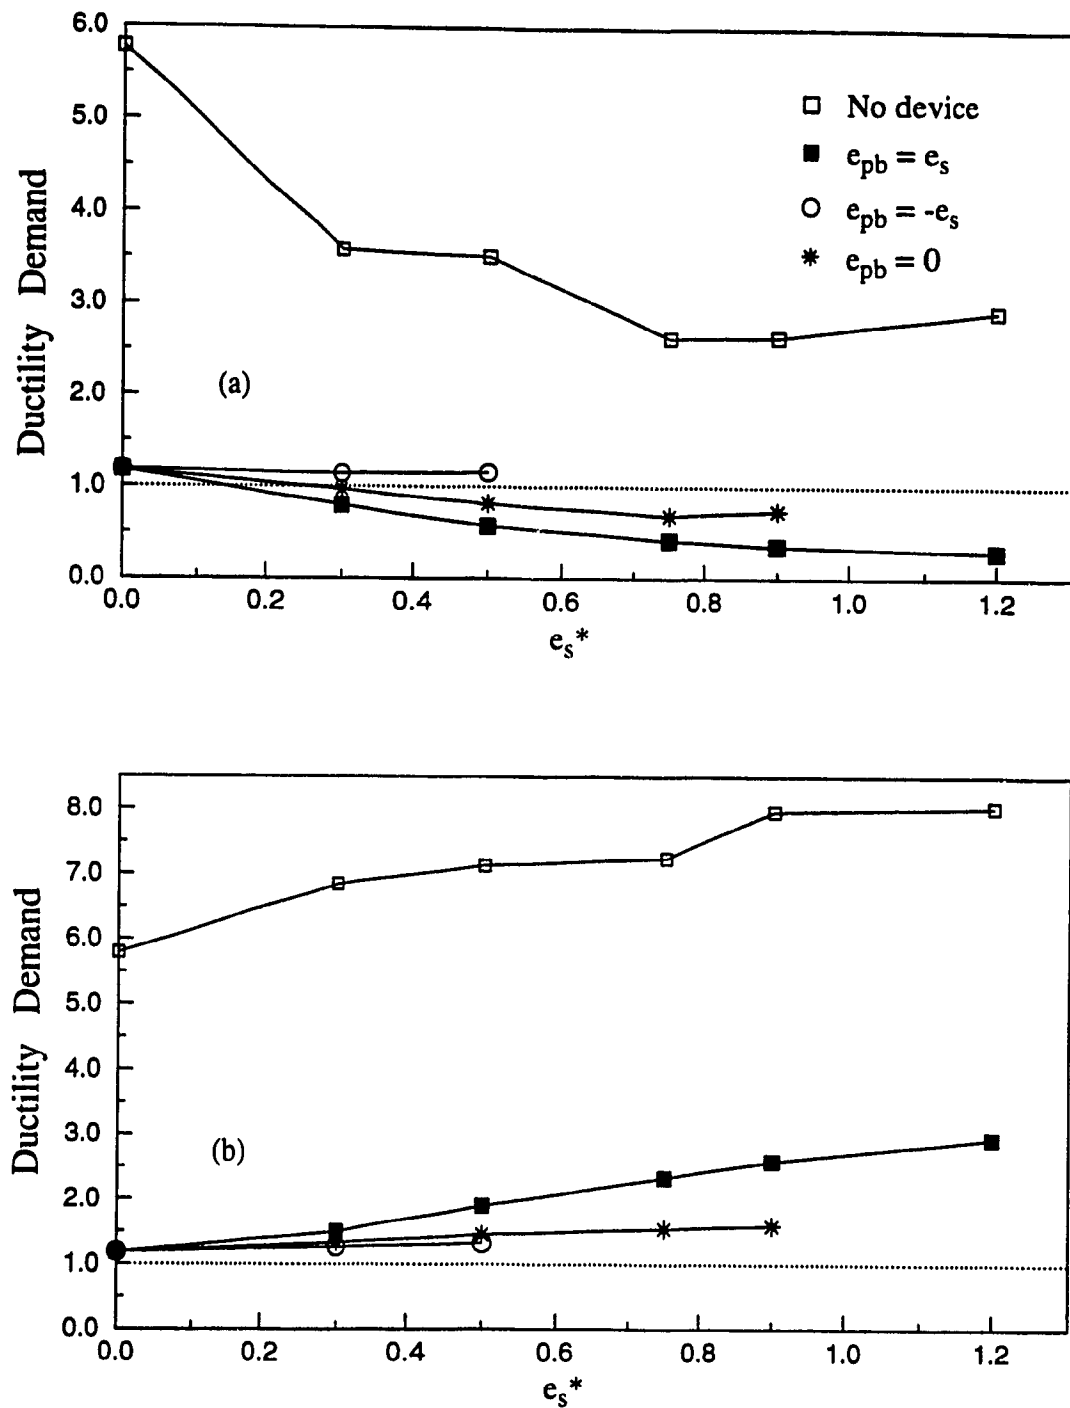 6.0
5.0
4.0
3.0
2.0
1.0
0.0
Ductility Demand
□ No device
■ e_pb = e_s
○ e_pb = -e_s
* e_pb = 0
(a)
0.0 0.2 0.4 0.6 0.8 1.0 1.2
e_s*
8.0
7.0
6.0
5.0
4.0
3.0
2.0
1.0
0.0
Ductility Demand
(b)
0.0 0.2 0.4 0.6 0.8 1.0 1.2
e_s*